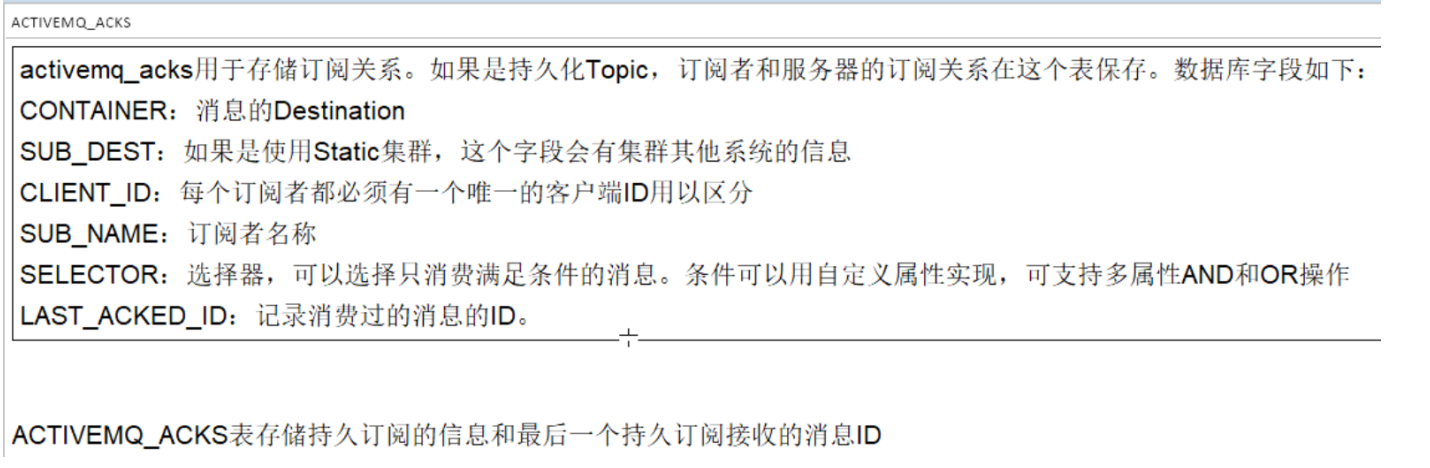 ACTIVEMQ_ACKS
activemq_acks用于存储订阅关系。如果是持久化Topic，订阅者和服务器的订阅关系在这个表保存。数据库字段如下：
CONTAINER：消息的Destination
SUB_DEST：如果是使用Static集群，这个字段会有集群其他系统的信息
CLIENT_ID：每个订阅者都必须有一个唯一的客户端ID用以区分
SUB_NAME：订阅者名称
SELECTOR：选择器，可以选择只消费满足条件的消息。条件可以用自定义属性实现，可支持多属性AND和OR操作
LAST_ACKED_ID：记录消费过的消息的ID。
ACTIVEMQ_ACKS表存储持久订阅的信息和最后一个持久订阅接收的消息ID